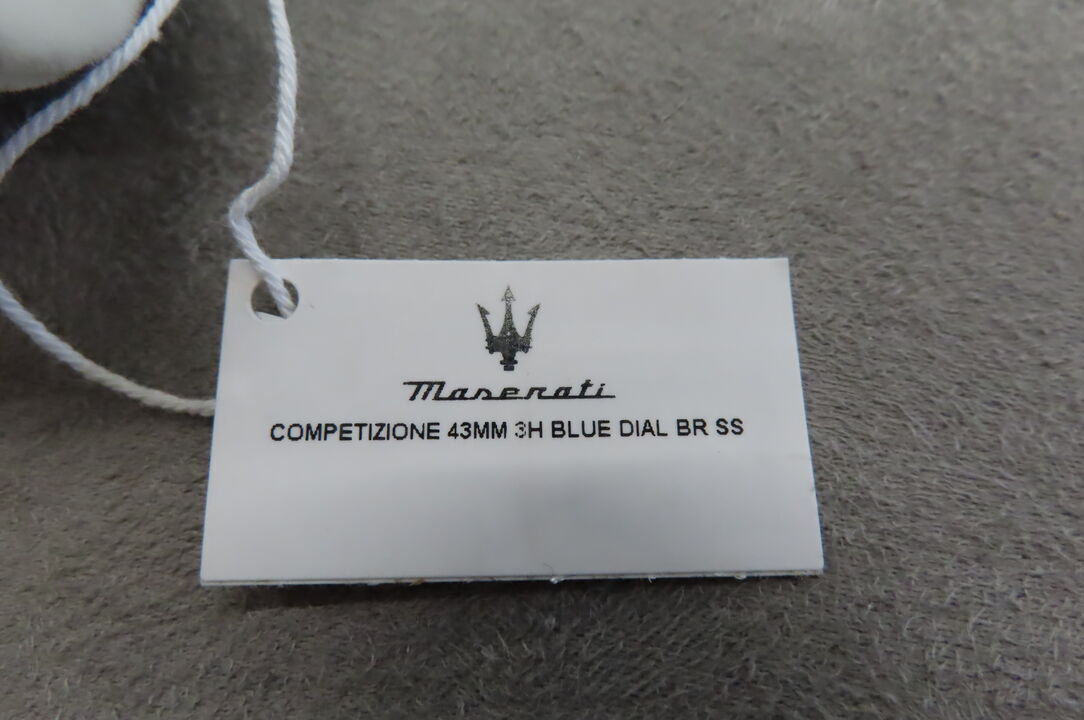 Maserati
COMPETIZIONE 43MM 3H BLUE DIAL BR SS